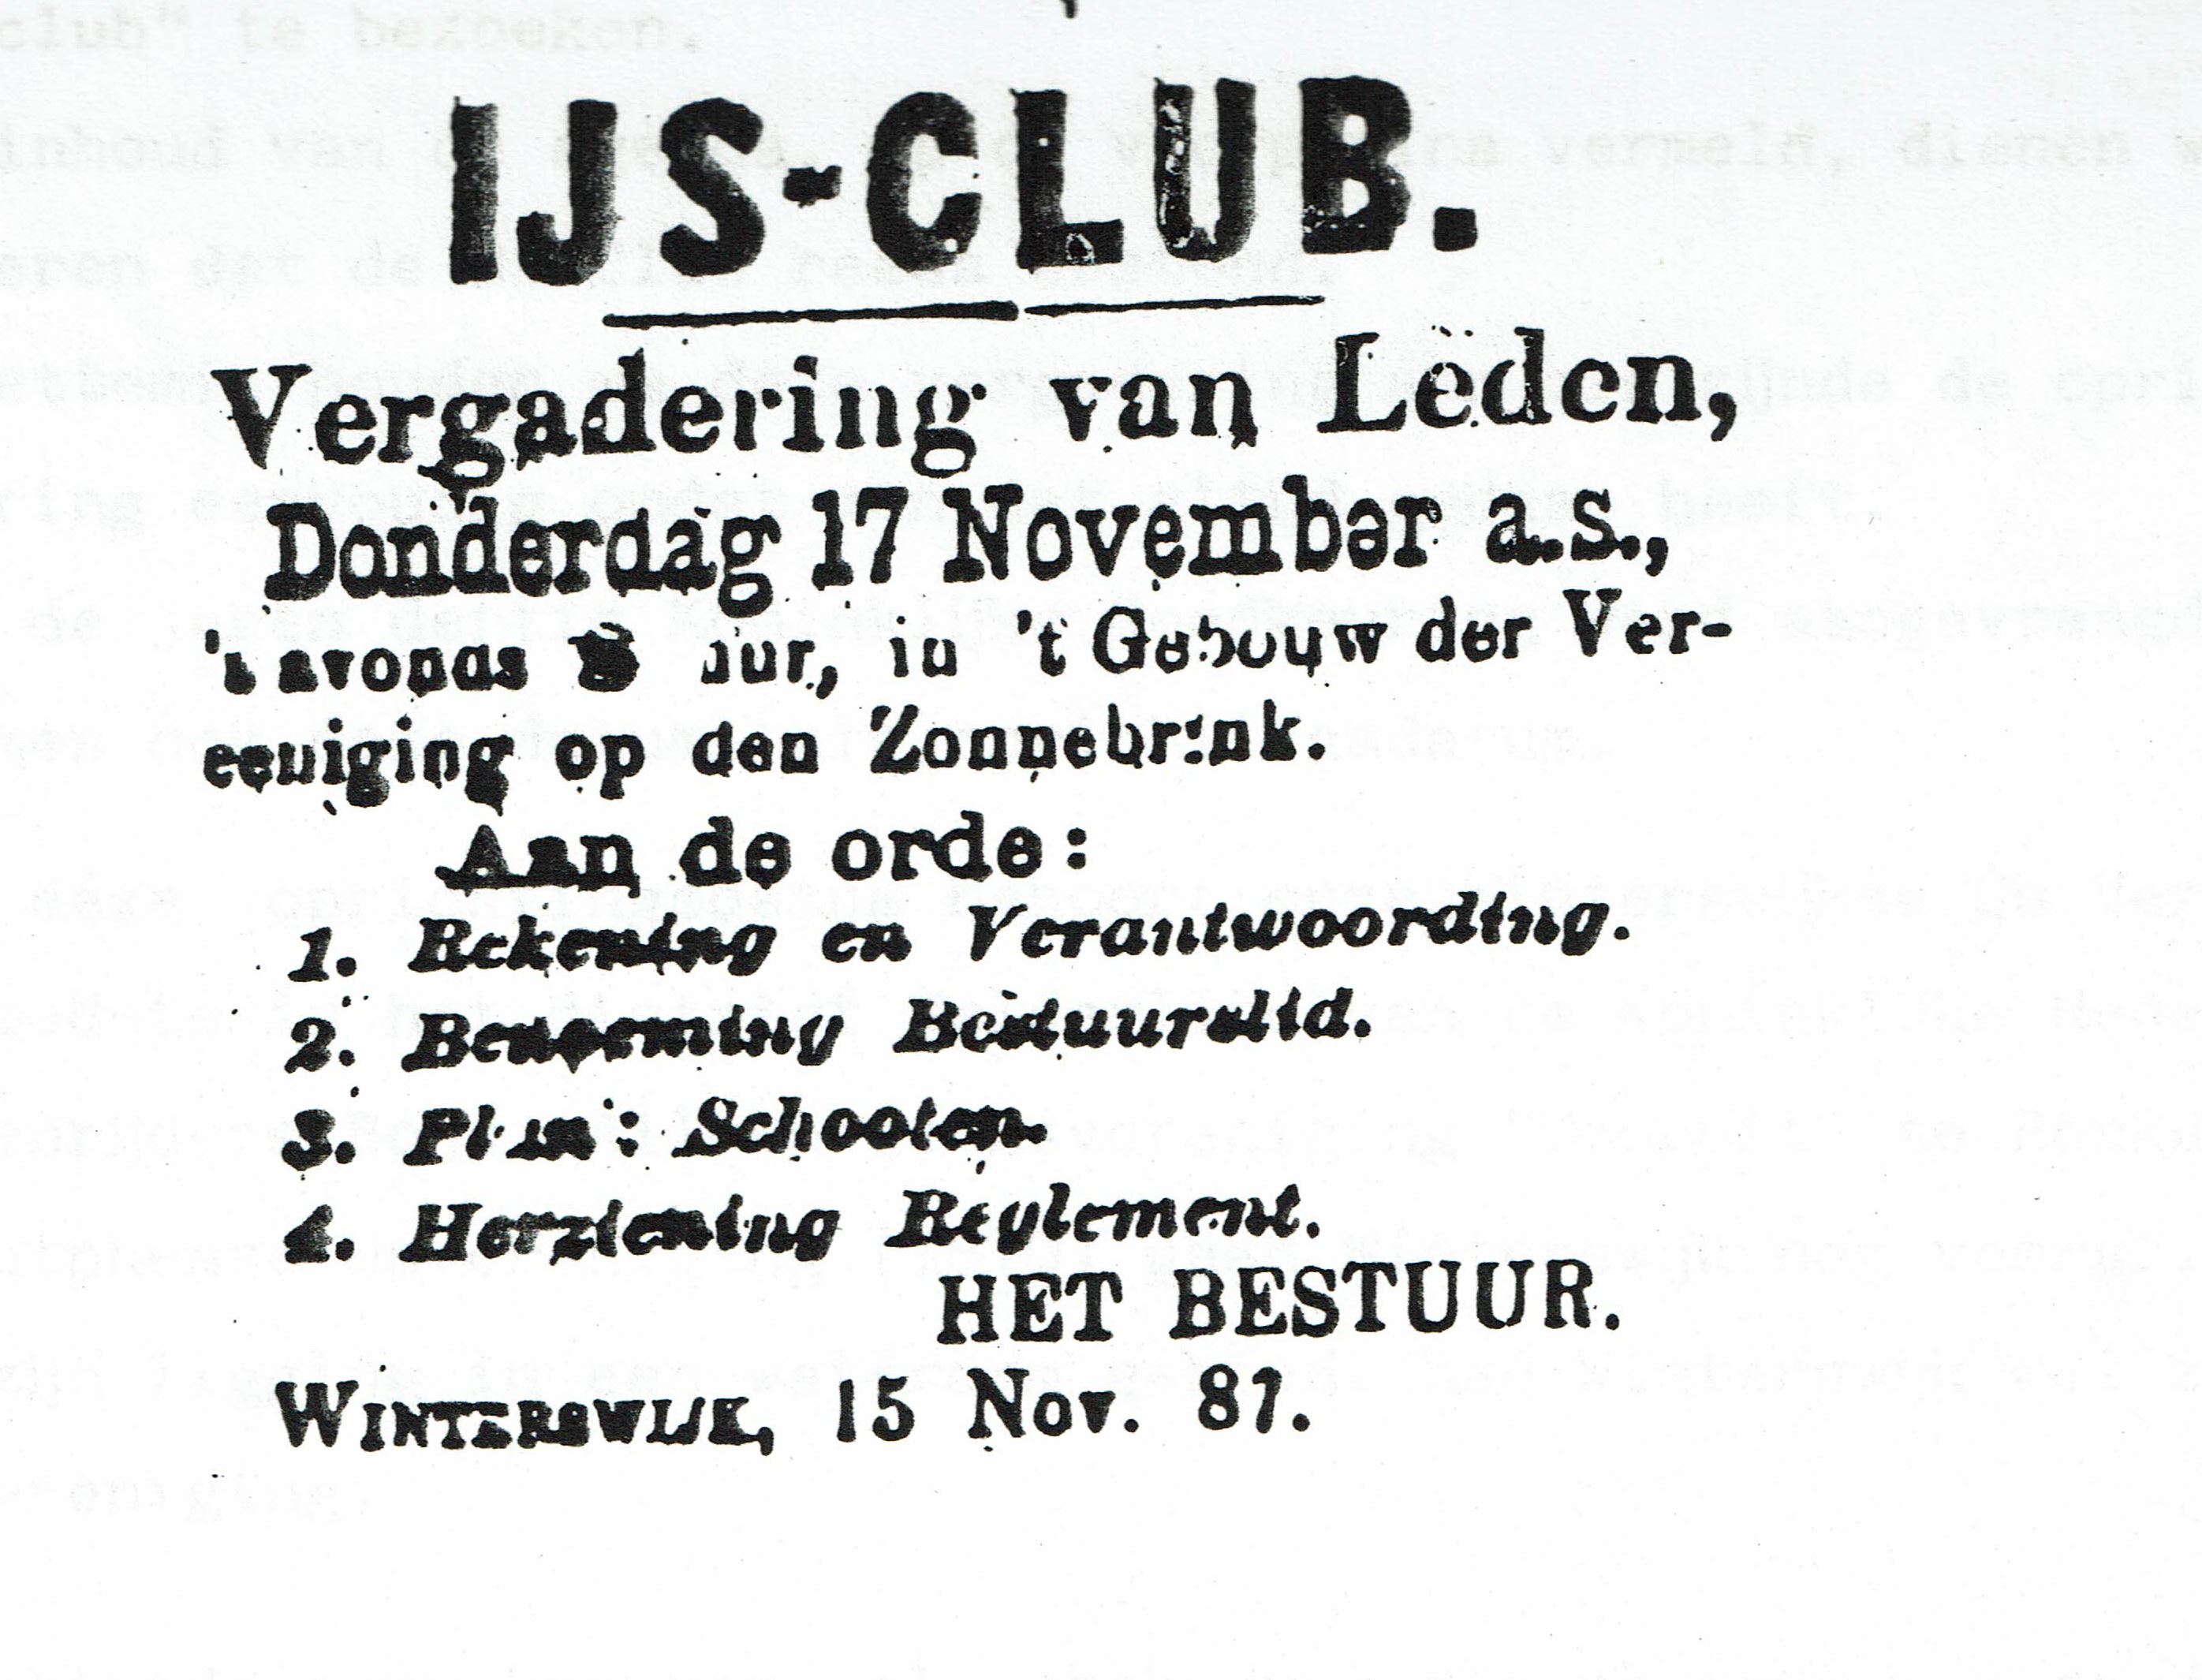 IJS-CLUB.
Vergadering van Leden,
Donderdag 17 November a.s.,
's avonds 8 uur, in 't Gebouw der Ver-
eeniging op den Zonnebrink.
Aan de orde:
1. Rekening en Verantwoording.
2. Benoeming Bestuurslid.
3. Plan: Schoolen.
4. Herziening Reglement.
HET BESTUUR.
WINTERSWIJK, 15 Nov. 87.